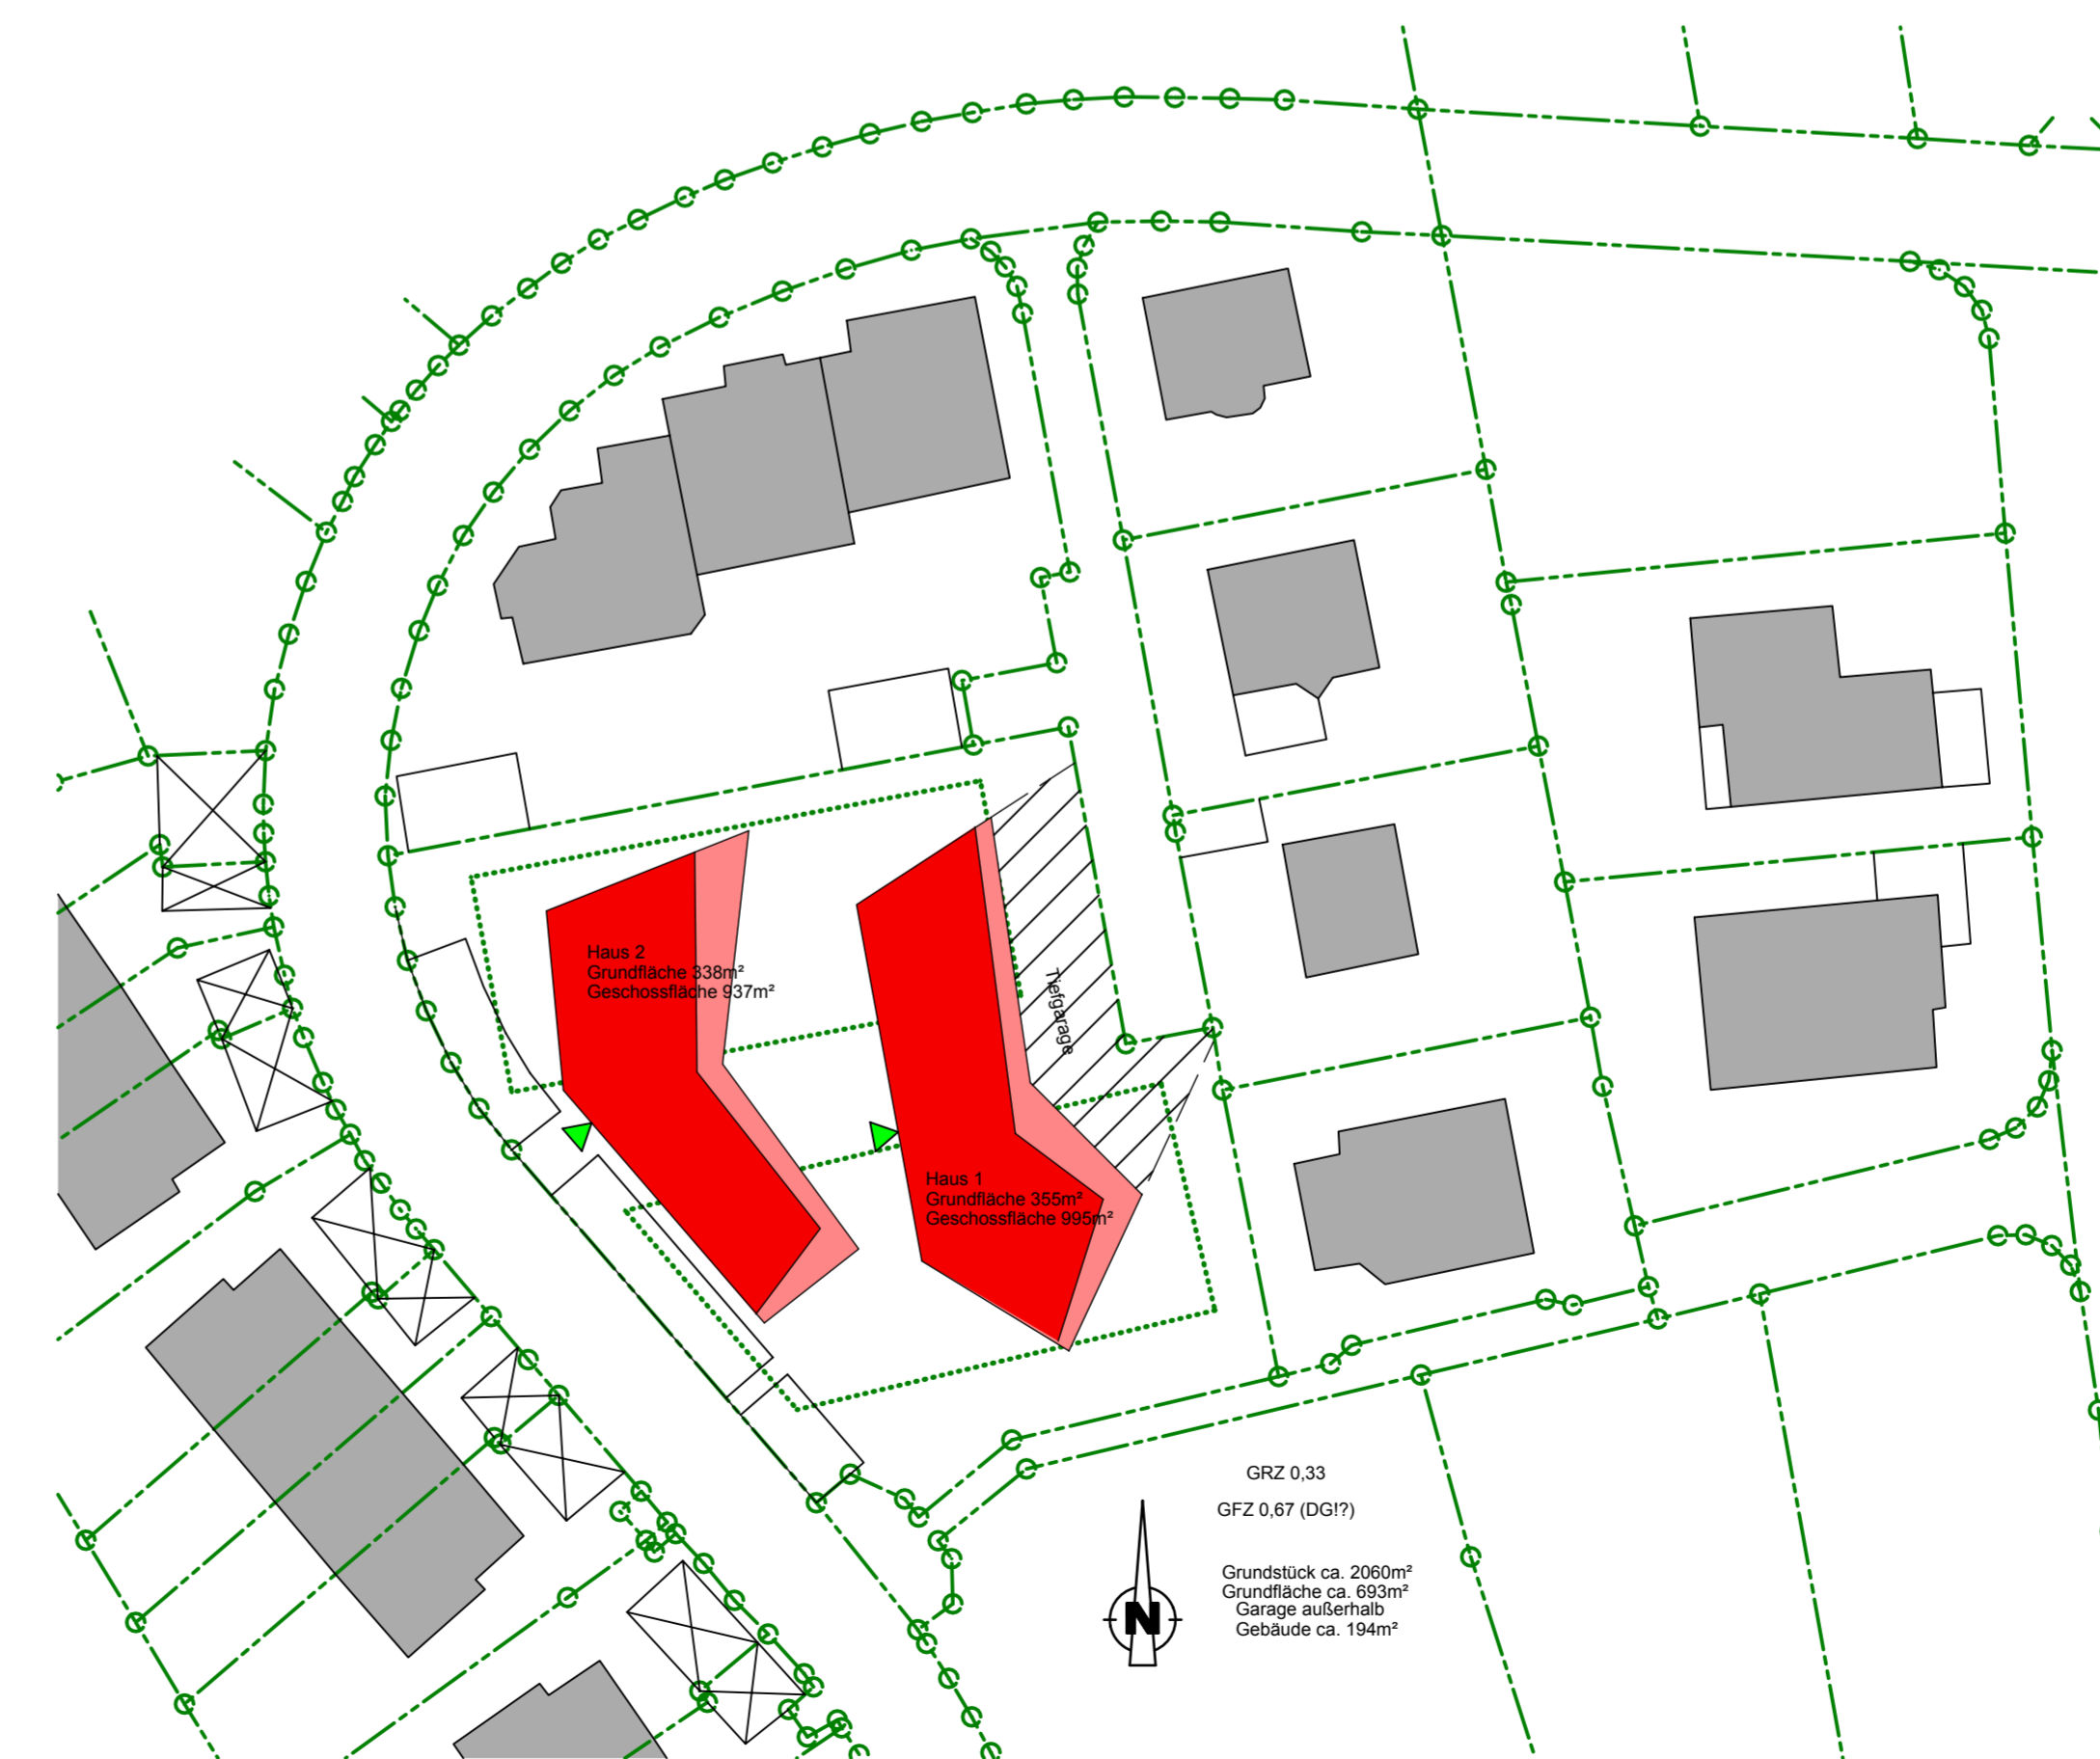 Haus 2
Grundfläche 338m²
Geschossfläche 937m²
Tiefgarage
Haus 1
Grundfläche 355m²
Geschossfläche 995m²
GRZ 0,33
GFZ 0,67 (DG!?)
Grundstück ca. 2060m²
Grundfläche ca. 693m²
Garage außerhalb
Gebäude ca. 194m²
N